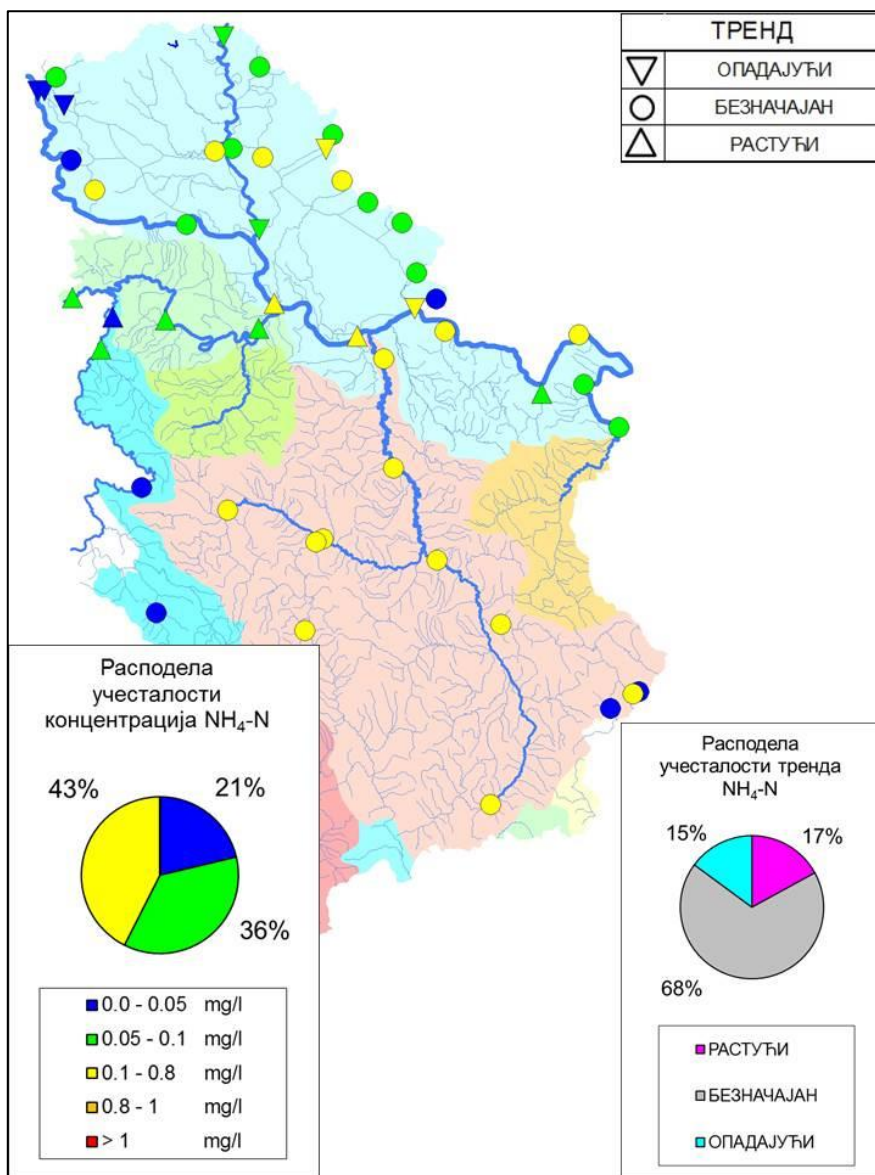 ТРЕНД
ОПАДАЈУЋИ
БЕЗНАЧАЈАН
РАСТУЋИ
Расподела
учесталости
концентрација NH₄-N
43%
21%
36%
0.0 - 0.05 mg/l
0.05 - 0.1 mg/l
0.1 - 0.8 mg/l
0.8 - 1 mg/l
> 1 mg/l
Расподела
учесталости тренда
NH₄-N
15%
17%
68%
РАСТУЋИ
БЕЗНАЧАЈАН
ОПАДАЈУЋИ